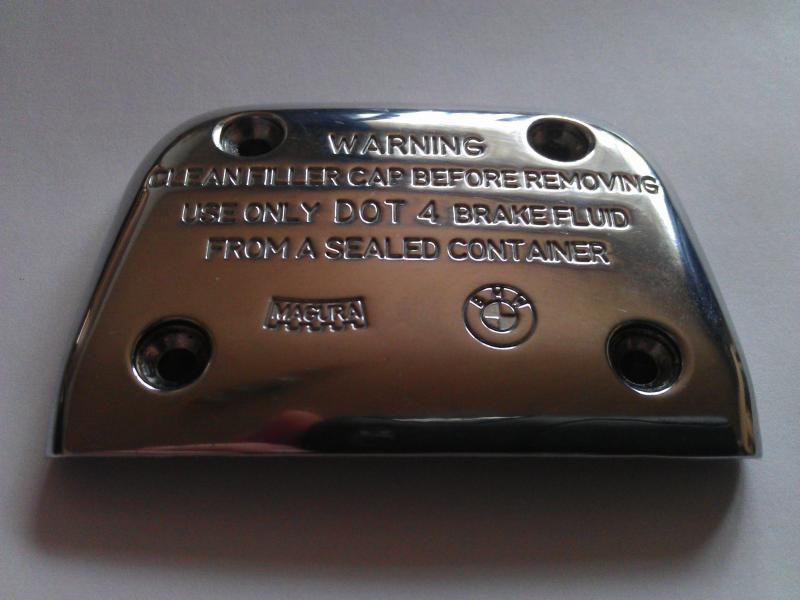 WARNING
CLEAN FILLER CAP BEFORE REMOVING
USE ONLY DOT 4 BRAKE FLUID
FROM A SEALED CONTAINER
MAGURA
BMW